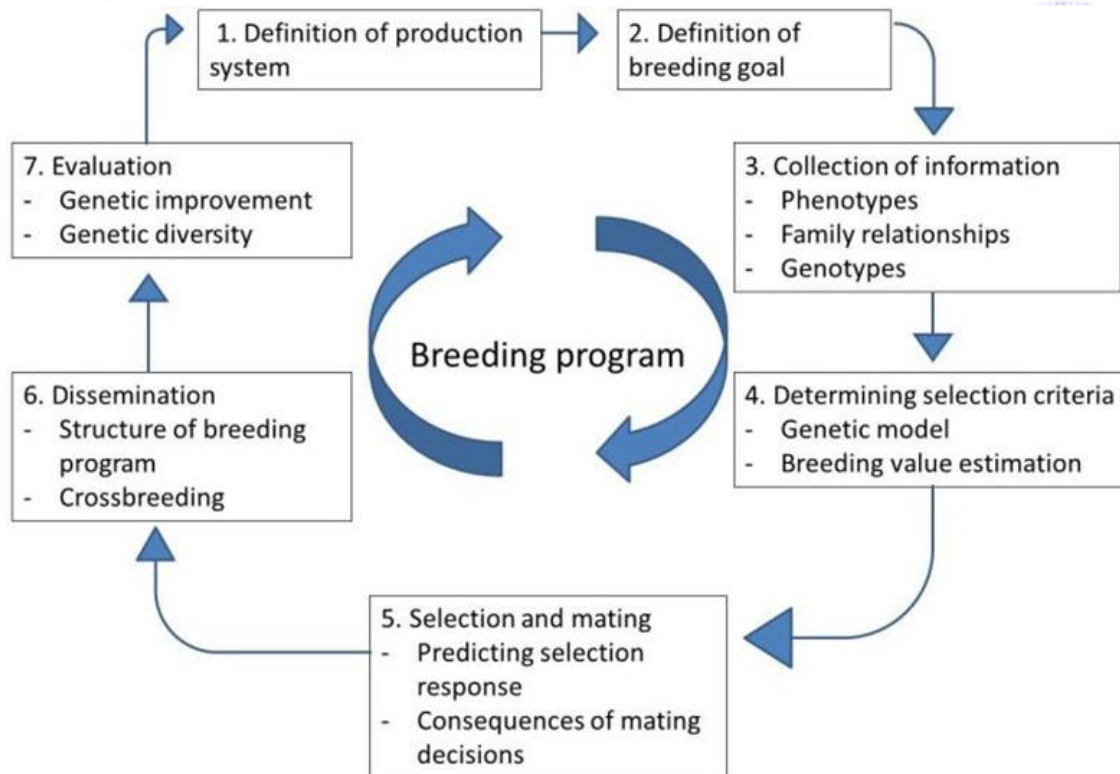 1. Definition of production
system
2. Definition of
breeding goal
3. Collection of information
- Phenotypes
- Family relationships
- Genotypes
4. Determining selection criteria
- Genetic model
- Breeding value estimation
5. Selection and mating
- Predicting selection
response
- Consequences of mating
decisions
6. Dissemination
- Structure of breeding
program
- Crossbreeding
7. Evaluation
- Genetic improvement
- Genetic diversity
Breeding program